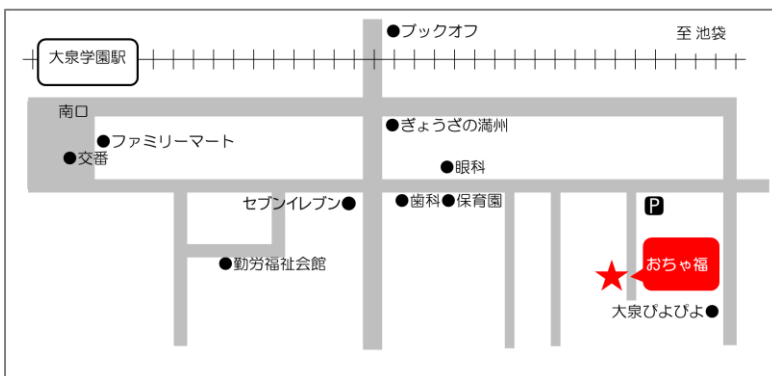 ●ブックオフ
至 池袋
大泉学園駅
南口
●ぎょうざの満州
●ファミリーマート
●交番
●眼科
セブンイレブン●
●歯科●保育園
P
おちゃ福
●勤労福祉会館
大泉ぴよぴよ●